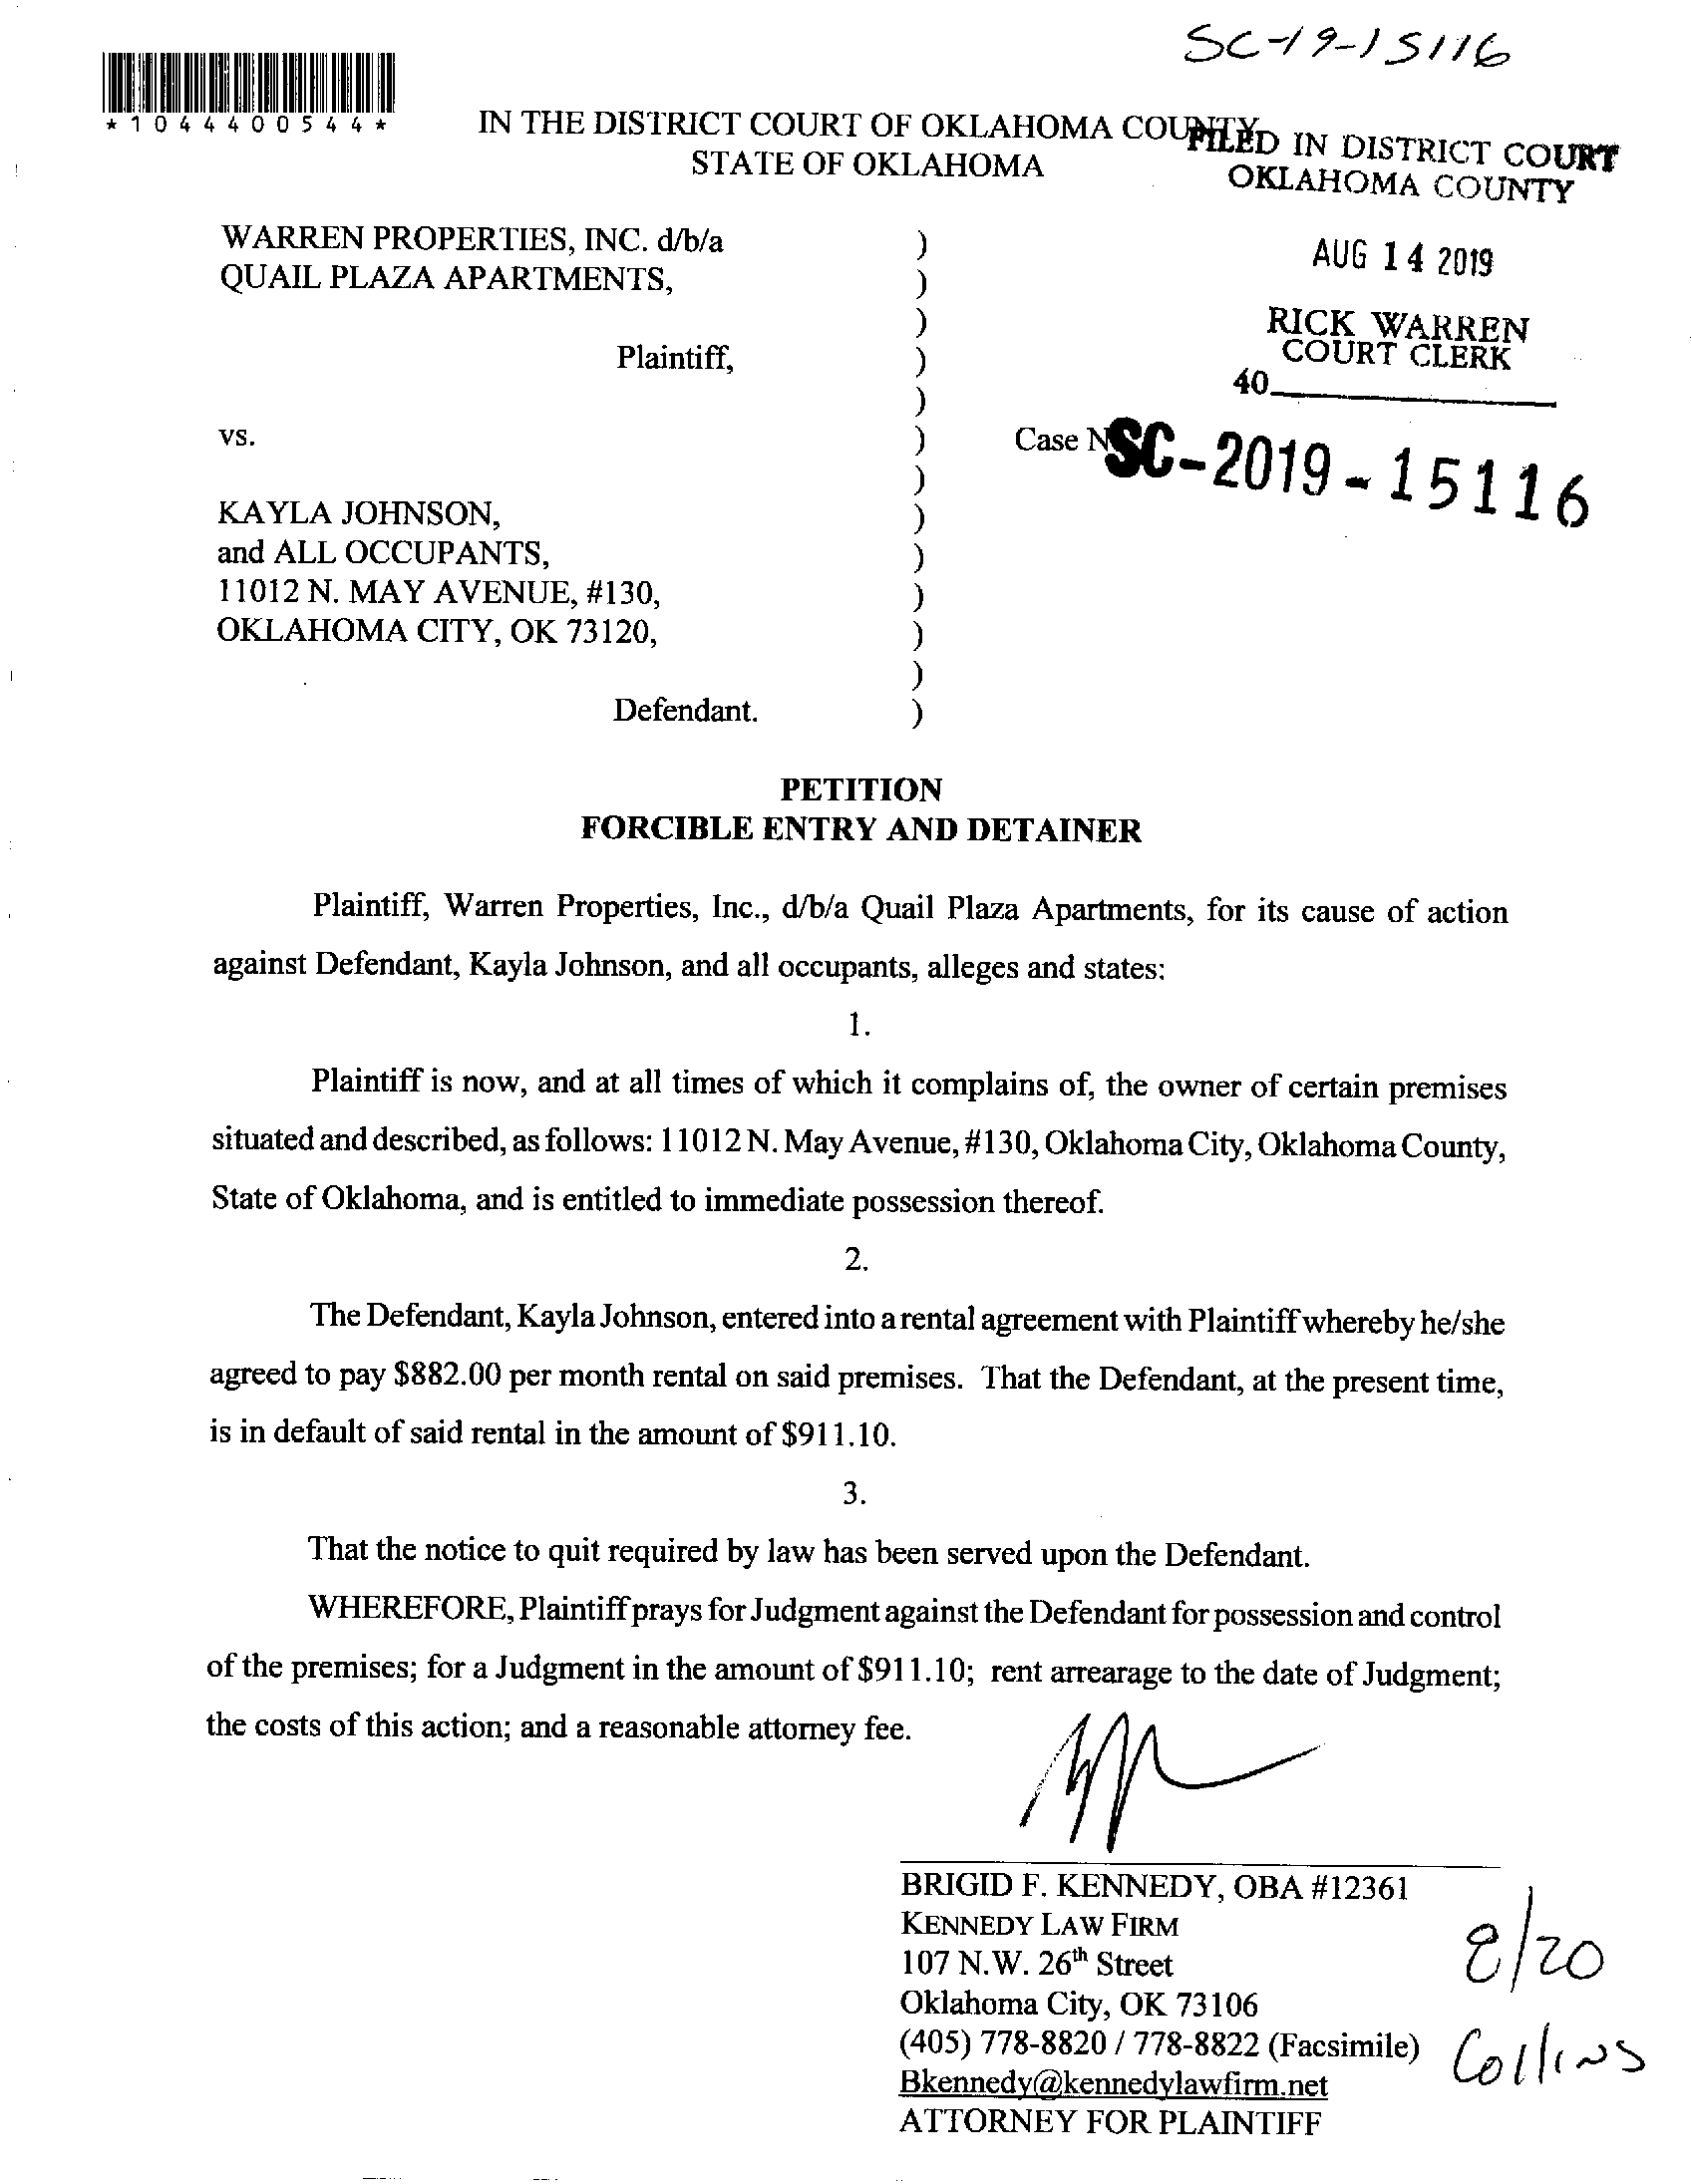 SC-19-15116
*1044400544*
IN THE DISTRICT COURT OF OKLAHOMA COUNTY
STATE OF OKLAHOMA
FILED IN DISTRICT COURT
OKLAHOMA COUNTY
AUG 14 2019
RICK WARREN
COURT CLERK
40
WARREN PROPERTIES, INC. d/b/a )
QUAIL PLAZA APARTMENTS, )
)
Plaintiff, )
)
vs. ) Case N SC-2019-15116
)
KAYLA JOHNSON, )
and ALL OCCUPANTS, )
11012 N. MAY AVENUE, #130, )
OKLAHOMA CITY, OK 73120, )
)
Defendant. )
PETITION
FORCIBLE ENTRY AND DETAINER
Plaintiff, Warren Properties, Inc., d/b/a Quail Plaza Apartments, for its cause of action
against Defendant, Kayla Johnson, and all occupants, alleges and states:
1.
Plaintiff is now, and at all times of which it complains of, the owner of certain premises
situated and described, as follows: 11012 N. May Avenue, #130, Oklahoma City, Oklahoma County,
State of Oklahoma, and is entitled to immediate possession thereof.
2.
The Defendant, Kayla Johnson, entered into a rental agreement with Plaintiff whereby he/she
agreed to pay $882.00 per month rental on said premises. That the Defendant, at the present time,
is in default of said rental in the amount of $911.10.
3.
That the notice to quit required by law has been served upon the Defendant.
WHEREFORE, Plaintiff prays for Judgment against the Defendant for possession and control
of the premises; for a Judgment in the amount of $911.10; rent arrearage to the date of Judgment;
the costs of this action; and a reasonable attorney fee.
BRIGID F. KENNEDY, OBA #12361
KENNEDY LAW FIRM
107 N.W. 26th Street
Oklahoma City, OK 73106
(405) 778-8820 / 778-8822 (Facsimile)
Bkennedy@kennedylawfirm.net
ATTORNEY FOR PLAINTIFF
8/20
Collins